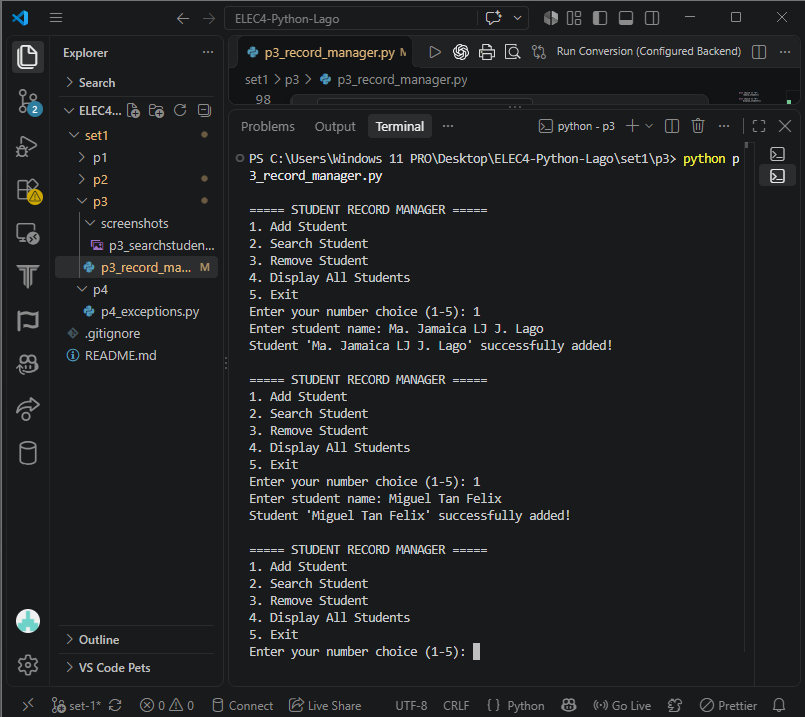 ELEC4-Python-Lago
Explorer
Search
ELEC4...
set1
p1
p2
p3
screenshots
p3_searchstuden...
p3_record_ma... M
p4
p4_exceptions.py
.gitignore
README.md
Outline
VS Code Pets
2
p3_record_manager.py M
Run Conversion (Configured Backend)
set1 > p3 > p3_record_manager.py
98
Problems Output Terminal ... python - p3
PS C:\Users\Windows 11 PRO\Desktop\ELEC4-Python-Lago\set1\p3> python p
3_record_manager.py
===== STUDENT RECORD MANAGER =====
1. Add Student
2. Search Student
3. Remove Student
4. Display All Students
5. Exit
Enter your number choice (1-5): 1
Enter student name: Ma. Jamaica LJ J. Lago
Student 'Ma. Jamaica LJ J. Lago' successfully added!
===== STUDENT RECORD MANAGER =====
1. Add Student
2. Search Student
3. Remove Student
4. Display All Students
5. Exit
Enter your number choice (1-5): 1
Enter student name: Miguel Tan Felix
Student 'Miguel Tan Felix' successfully added!
===== STUDENT RECORD MANAGER =====
1. Add Student
2. Search Student
3. Remove Student
4. Display All Students
5. Exit
Enter your number choice (1-5):
set-1* 0 0 Connect Live Share UTF-8 CRLF { } Python Go Live Prettier